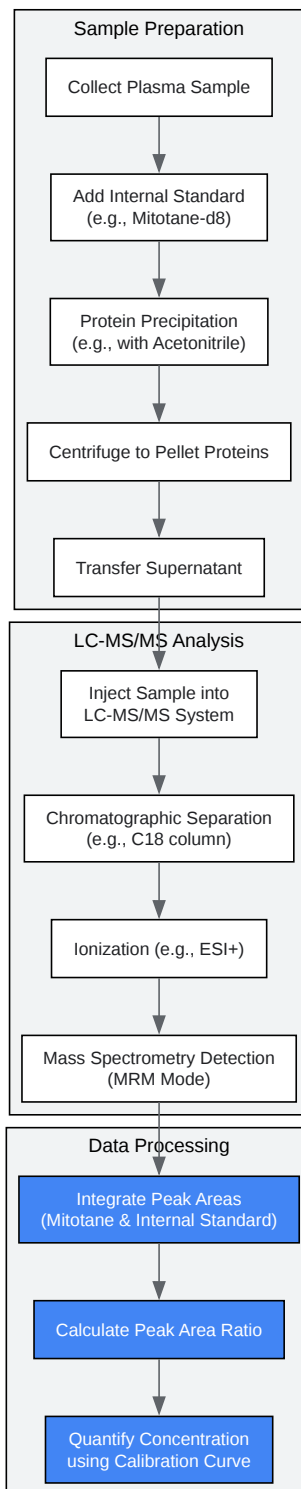 Sample Preparation
Collect Plasma Sample
Add Internal Standard
(e.g., Mitotane-d8)
Protein Precipitation
(e.g., with Acetonitrile)
Centrifuge to Pellet Proteins
Transfer Supernatant
LC-MS/MS Analysis
Inject Sample into
LC-MS/MS System
Chromatographic Separation
(e.g., C18 column)
Ionization (e.g., ESI+)
Mass Spectrometry Detection
(MRM Mode)
Data Processing
Integrate Peak Areas
(Mitotane & Internal Standard)
Calculate Peak Area Ratio
Quantify Concentration
using Calibration Curve